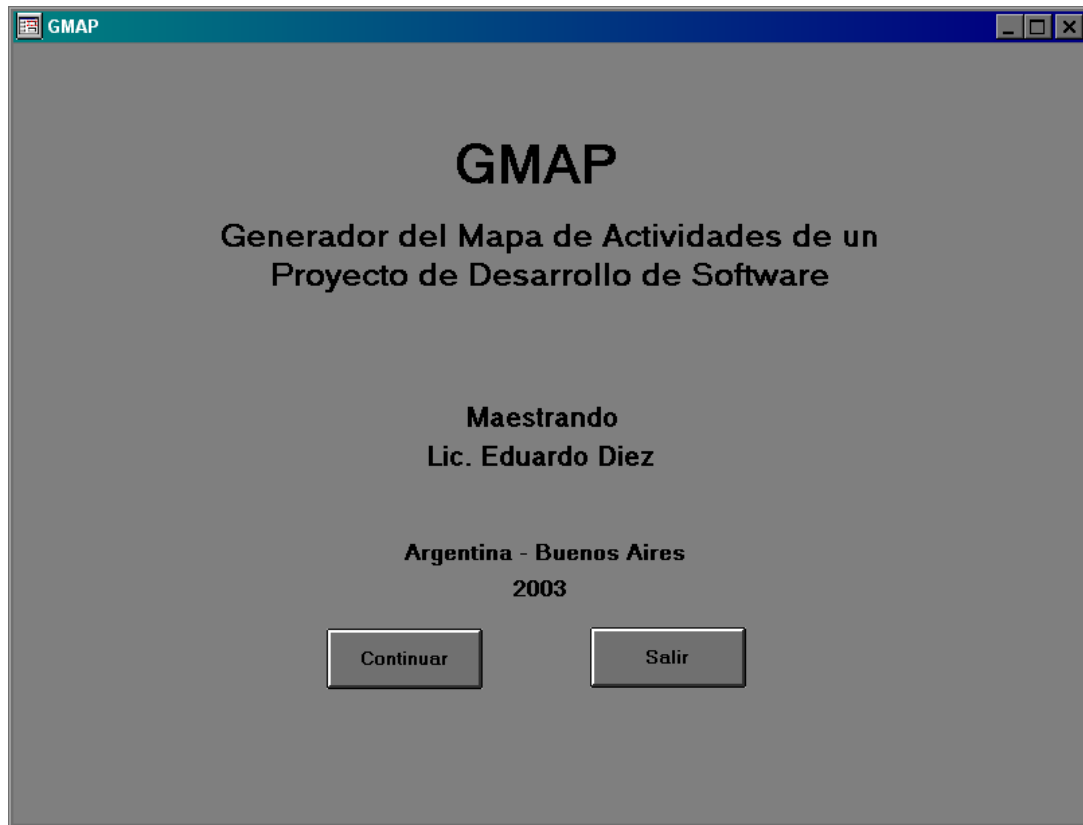 GMAP
GMAP
Generador del Mapa de Actividades de un
Proyecto de Desarrollo de Software
Maestrando
Lic. Eduardo Diez
Argentina - Buenos Aires
2003
Continuar
Salir